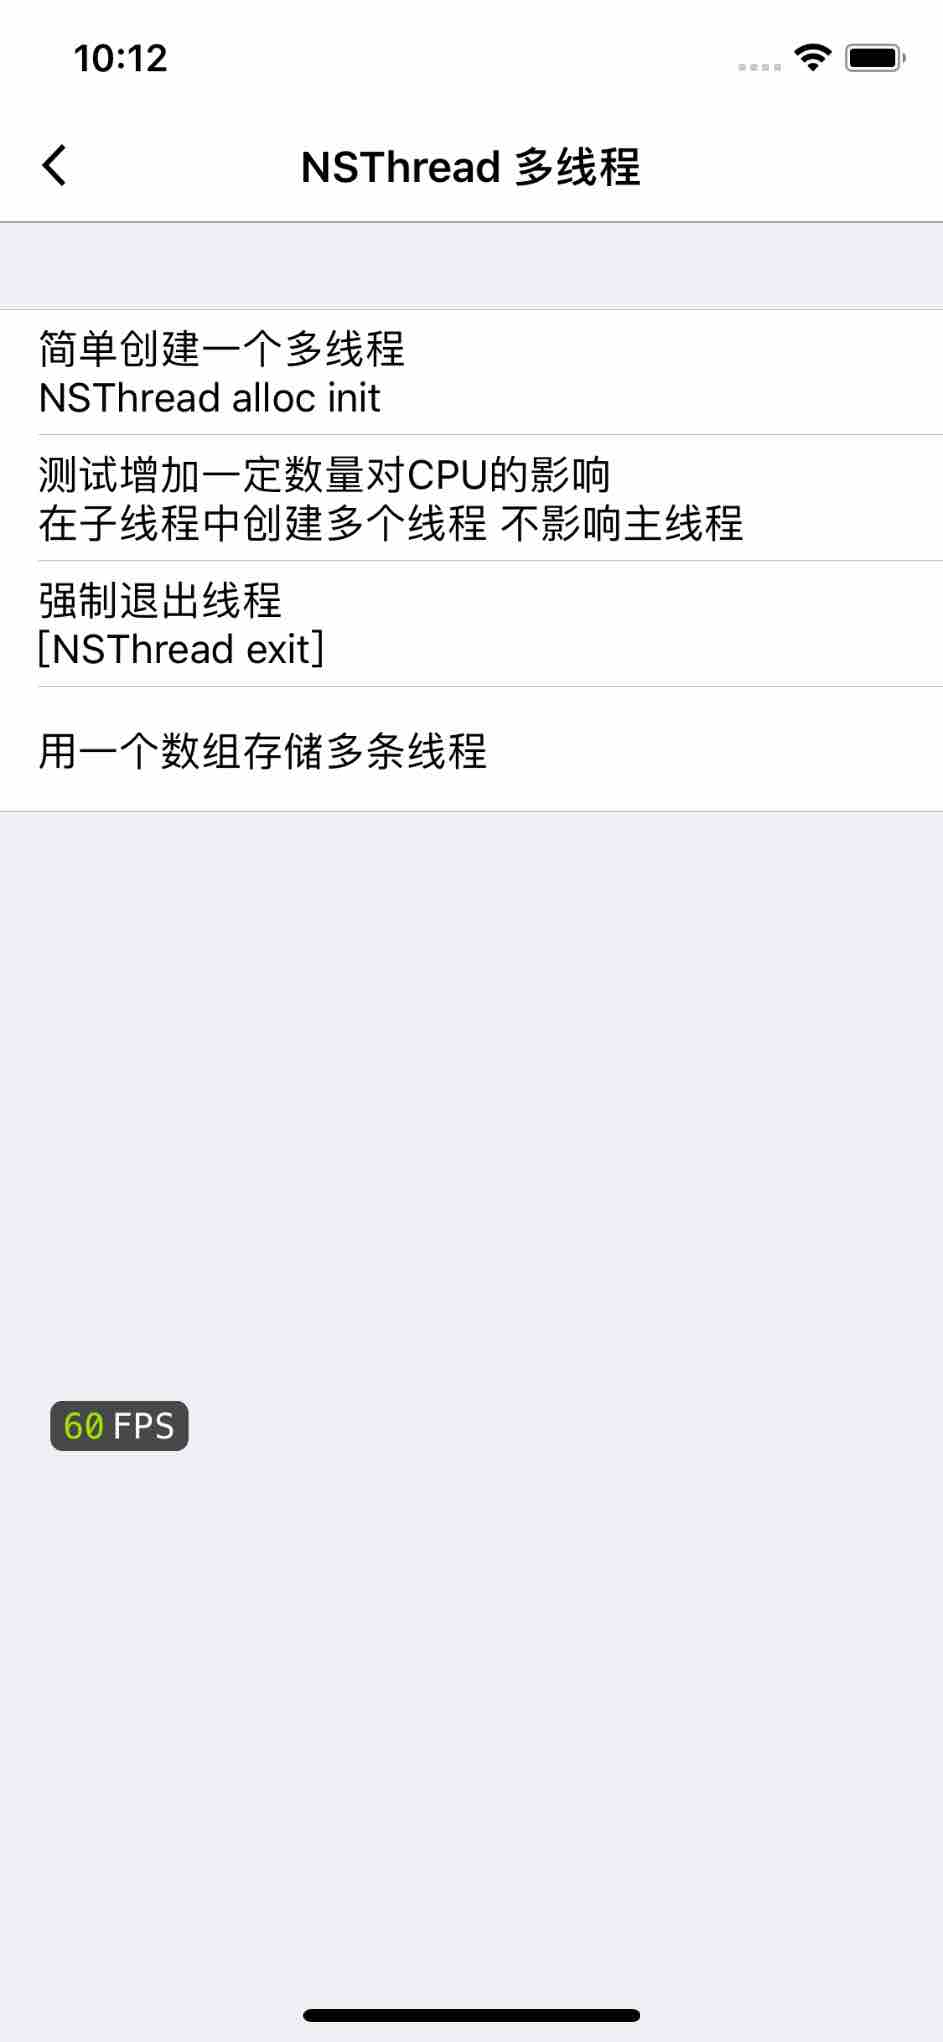 10:12
NSThread 多线程
简单创建一个多线程
NSThread alloc init
测试增加一定数量对CPU的影响
在子线程中创建多个线程 不影响主线程
强制退出线程
[NSThread exit]
用一个数组存储多条线程
60 FPS